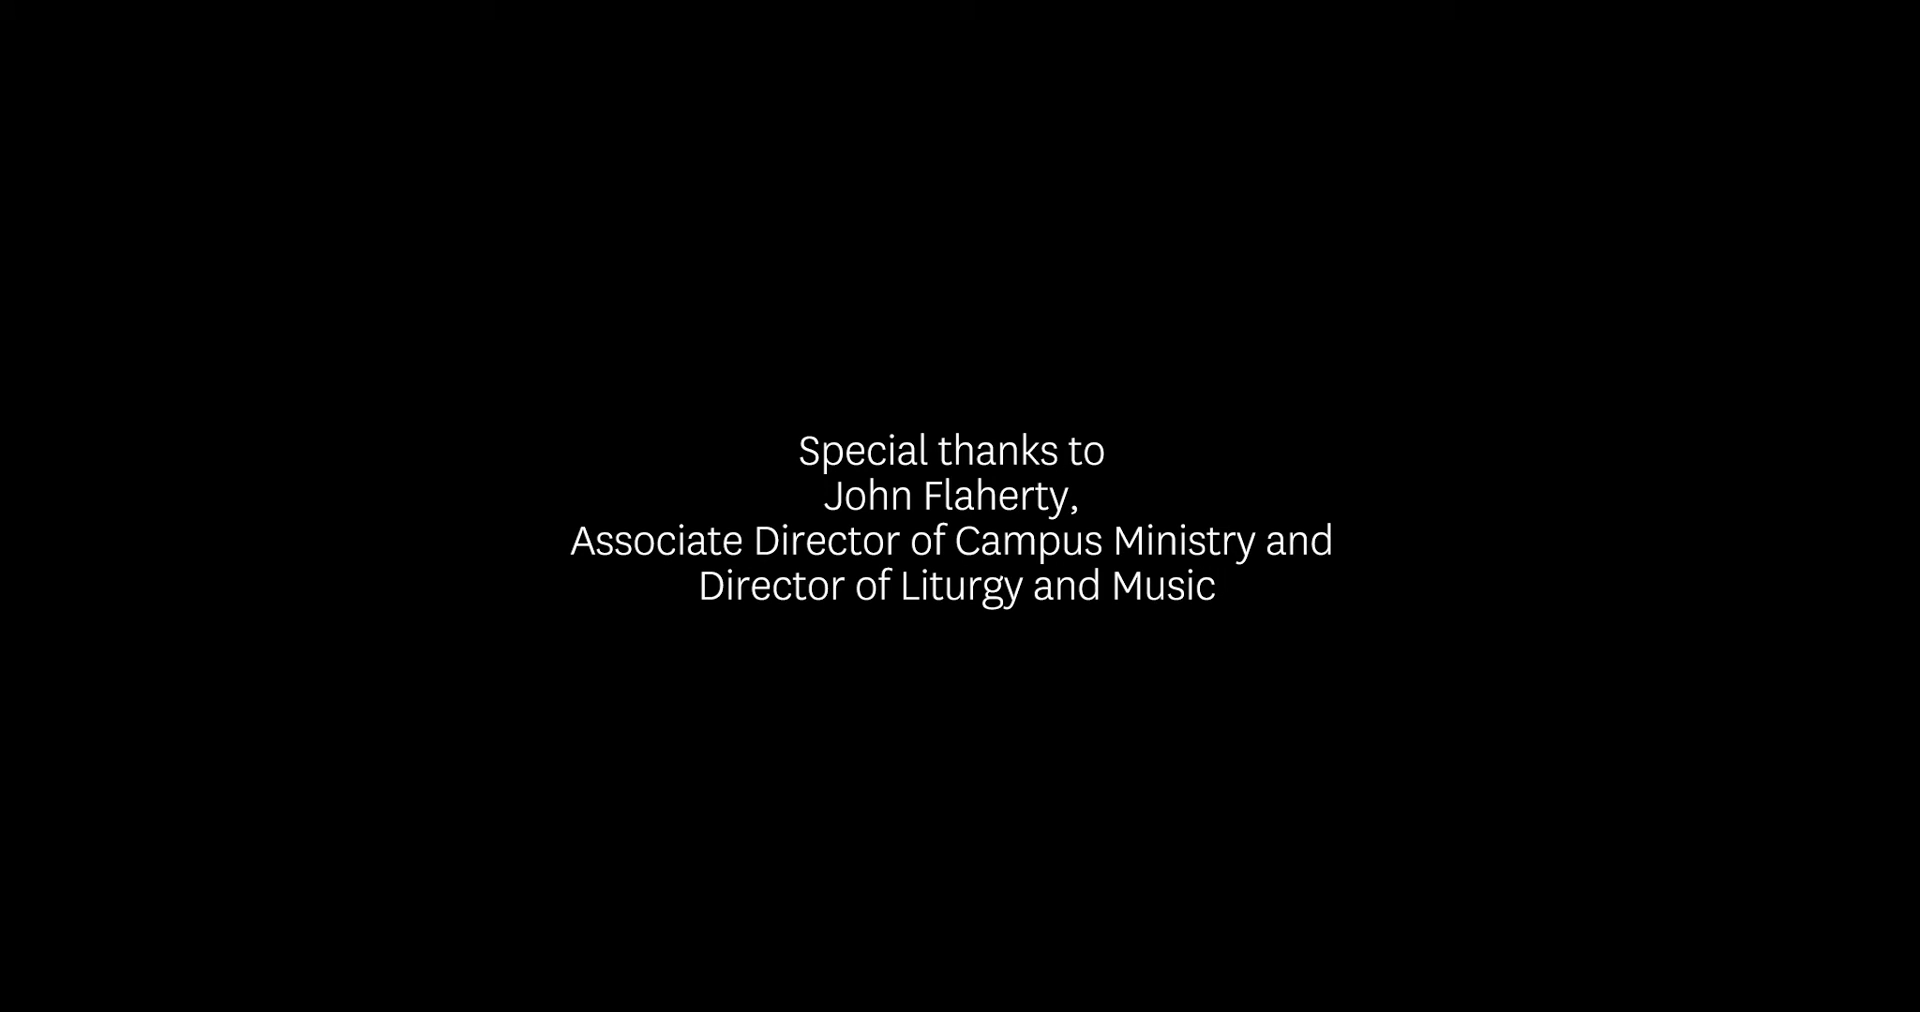 Special thanks to
John Flaherty,
Associate Director of Campus Ministry and
Director of Liturgy and Music